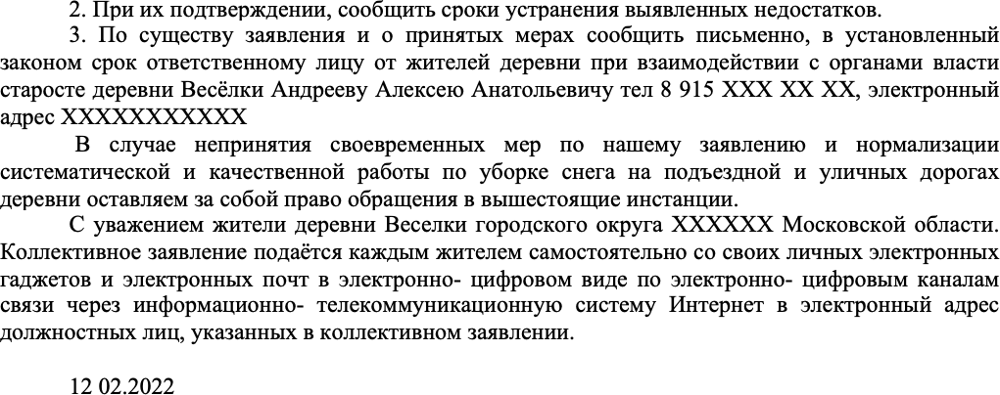 2. При их подтверждении, сообщить сроки устранения выявленных недостатков.
3. По существу заявления и о принятых мерах сообщить письменно, в установленный
законом срок ответственному лицу от жителей деревни при взаимодействии с органами власти
старосте деревни Весёлки Андрееву Алексею Анатольевичу тел 8 915 XXX XX XX, электронный
адрес XXXXXXXXXXX
В случае непринятия своевременных мер по нашему заявлению и нормализации
систематической и качественной работы по уборке снега на подъездной и уличных дорогах
деревни оставляем за собой право обращения в вышестоящие инстанции.
С уважением жители деревни Веселки городского округа XXXXXX Московской области.
Коллективное заявление подаётся каждым жителем самостоятельно со своих личных электронных
гаджетов и электронных почт в электронно- цифровом виде по электронно- цифровым каналам
связи через информационно- телекоммуникационную систему Интернет в электронный адрес
должностных лиц, указанных в коллективном заявлении.
12 02.2022